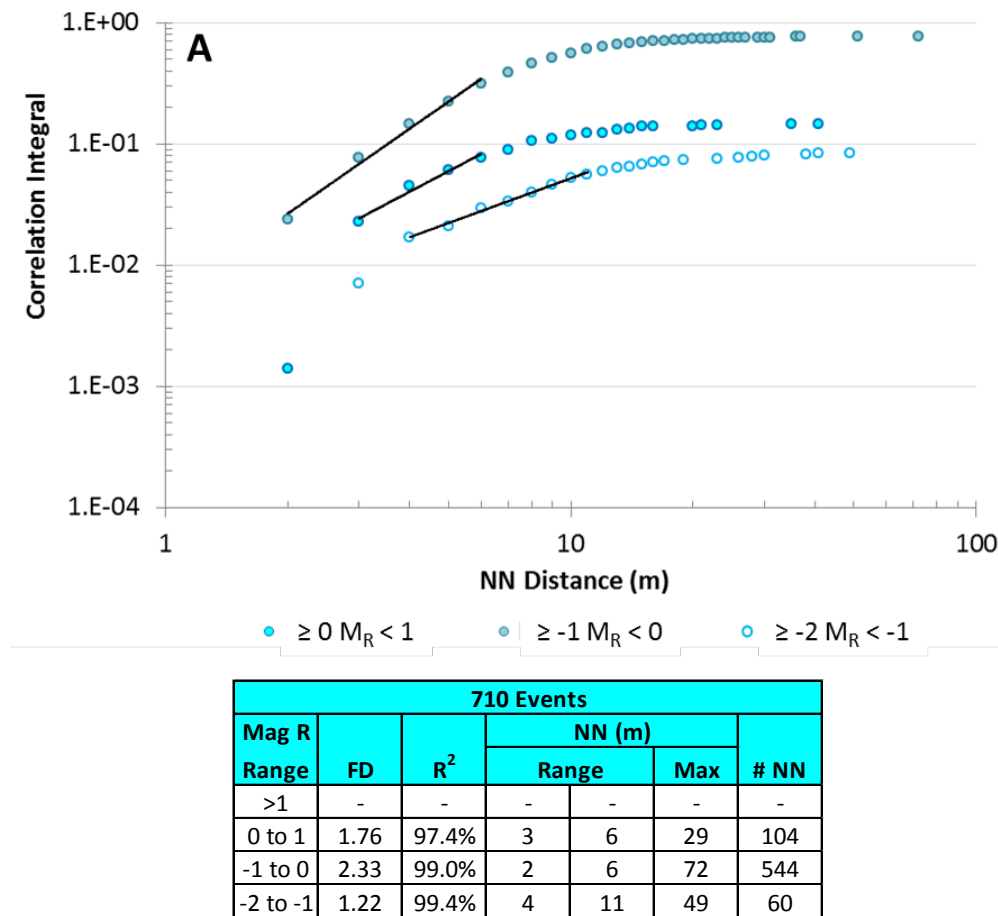 1.E+00
A
1.E-01
1.E-02
1.E-03
1.E-04
Correlation Integral
1 10 100
NN Distance (m)
≥ 0 M_R < 1 ≥ -1 M_R < 0 ≥ -2 M_R < -1
710 Events
Mag R Range FD R² NN (m) # NN
Range Max
>1 - - - - - -
0 to 1 1.76 97.4% 3 6 29 104
-1 to 0 2.33 99.0% 2 6 72 544
-2 to -1 1.22 99.4% 4 11 49 60